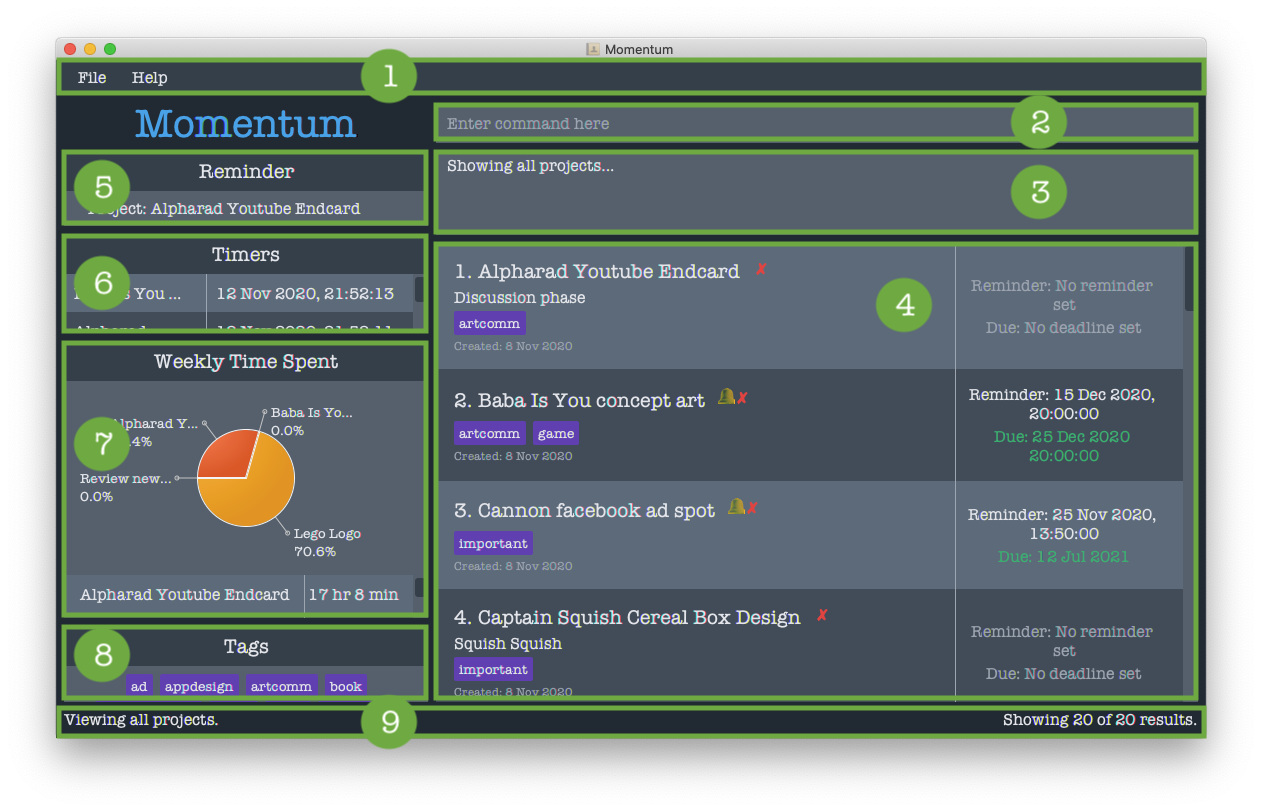 Momentum
File Help
1
Momentum
Enter command here
2
5
Reminder
Project: Alpharad Youtube Endcard
Showing all projects...
3
6
Timers
You ...
12 Nov 2020, 21:52:13
7
Weekly Time Spent
Alpharad Y...
.4%
Baba Is Yo...
0.0%
Review new...
0.0%
Lego Logo
70.6%
Alpharad Youtube Endcard 17 hr 8 min
8
Tags
ad appdesign artcomm book
4
1. Alpharad Youtube Endcard ✗
Discussion phase
artcomm
Created: 8 Nov 2020
Reminder: No reminder
set
Due: No deadline set
2. Baba Is You concept art ✗
artcomm game
Created: 8 Nov 2020
Reminder: 15 Dec 2020,
20:00:00
Due: 25 Dec 2020
20:00:00
3. Cannon facebook ad spot ✗
important
Created: 8 Nov 2020
Reminder: 25 Nov 2020,
13:50:00
Due: 12 Jul 2021
4. Captain Squish Cereal Box Design ✗
Squish Squish
important
Created: 8 Nov 2020
Reminder: No reminder
set
Due: No deadline set
Viewing all projects.
9
Showing 20 of 20 results.